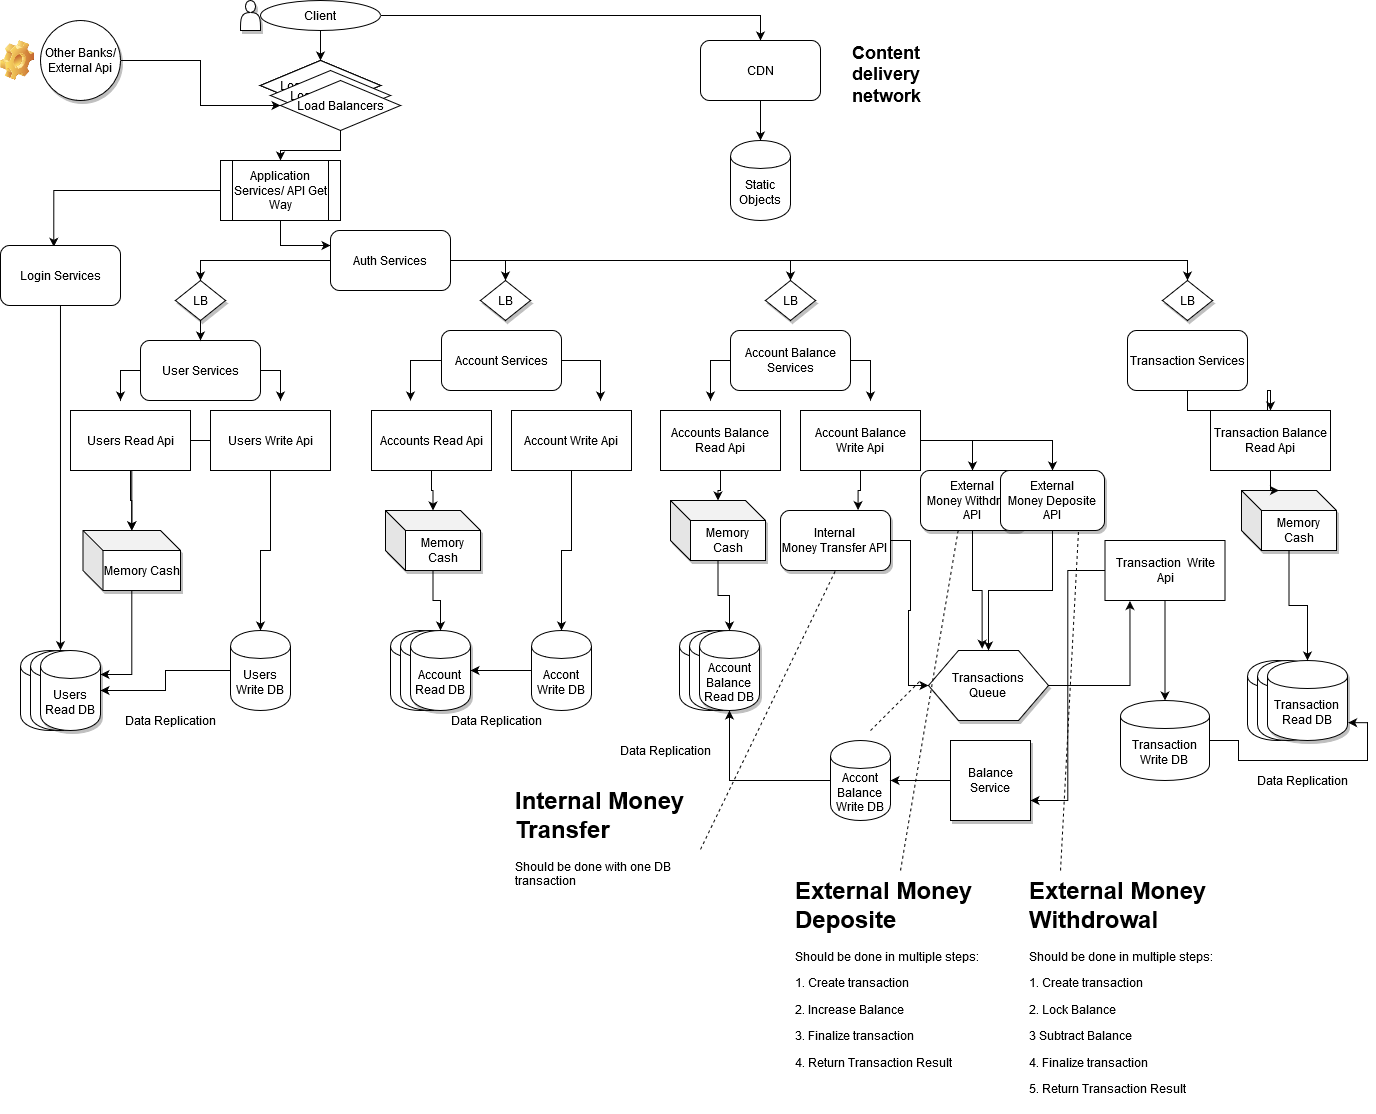 Client
Other Banks/
External Api
CDN
Content
delivery
network
Loa
Loa
Load Balancers
Application
Services/ API Get
Way
Static
Objects
Login Services
Auth Services
LB
LB
LB
LB
User Services
Account Services
Account Balance
Services
Transaction Services
Users Read Api
Users Write Api
Accounts Read Api
Account Write Api
Accounts Balance
Read Api
Account Balance
Write Api
Transaction Balance
Read Api
External
Money Withdr
API
External
Money Deposite
API
Memory Cash
Memory
Cash
Memory
Cash
Internal
Money Transfer API
Memory
Cash
Transaction  Write
Api
Users
Read DB
Users
Write DB
Account
Read DB
Accont
Write DB
Account
Balance
Read DB
Transactions
Queue
Transaction
Read DB
Data Replication
Data Replication
Data Replication
Transaction
Write DB
Data Replication
Accont
Balance
Write DB
Balance
Service
Internal Money
Transfer
Should be done with one DB
transaction
External Money
Deposite
Should be done in multiple steps:
1. Create transaction
2. Increase Balance
3. Finalize transaction
4. Return Transaction Result
External Money
Withdrowal
Should be done in multiple steps:
1. Create transaction
2. Lock Balance
3 Subtract Balance
4. Finalize transaction
5. Return Transaction Result